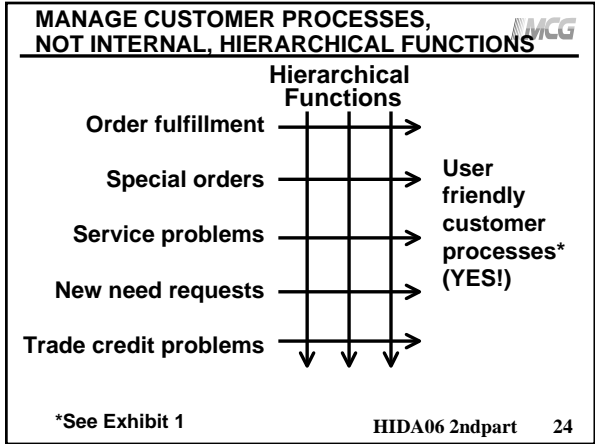 MANAGE CUSTOMER PROCESSES,
NOT INTERNAL, HIERARCHICAL FUNCTIONS
MCG
Hierarchical
Functions
Order fulfillment
Special orders
Service problems
New need requests
Trade credit problems
User
friendly
customer
processes*
(YES!)
*See Exhibit 1
HIDA06 2ndpart 24